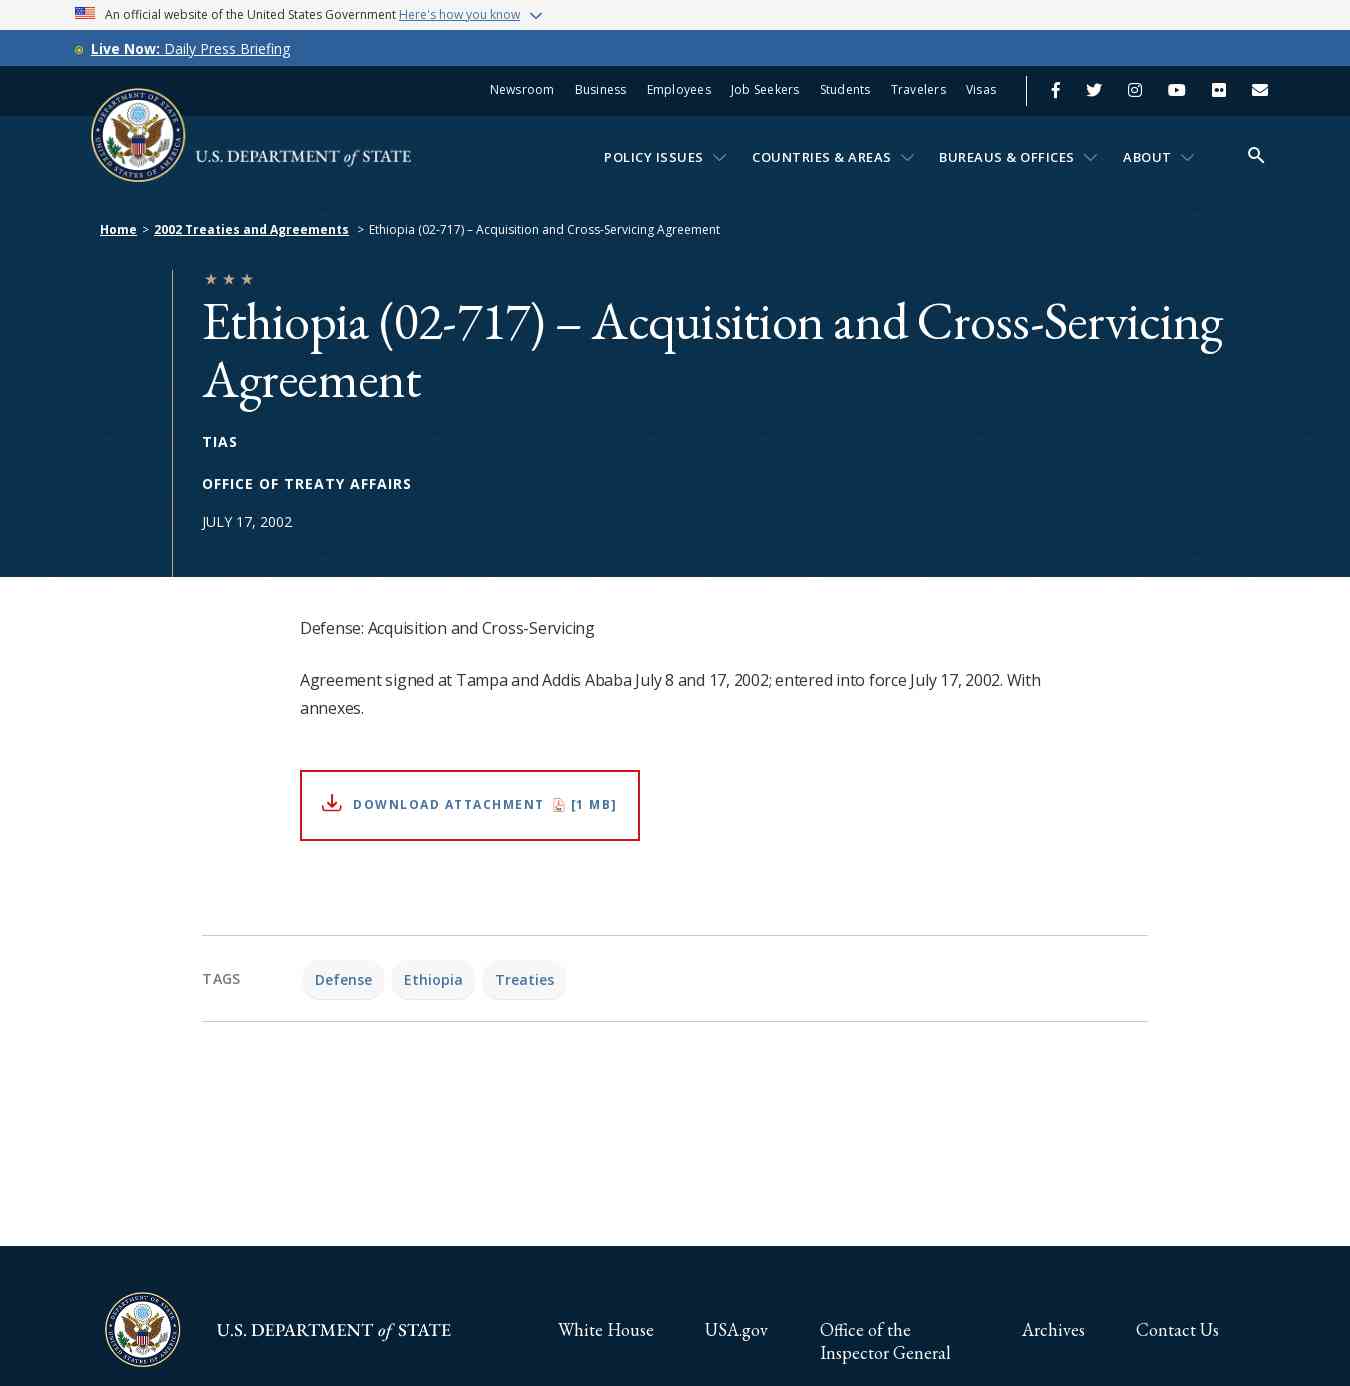 An official website of the United States Government Here's how you know
Live Now: Daily Press Briefing
Newsroom Business Employees Job Seekers Students Travelers Visas
U.S. DEPARTMENT of STATE
POLICY ISSUES COUNTRIES & AREAS BUREAUS & OFFICES ABOUT
Home > 2002 Treaties and Agreements > Ethiopia (02-717) – Acquisition and Cross-Servicing Agreement
Ethiopia (02-717) – Acquisition and Cross-Servicing
Agreement
TIAS
OFFICE OF TREATY AFFAIRS
JULY 17, 2002
Defense: Acquisition and Cross-Servicing
Agreement signed at Tampa and Addis Ababa July 8 and 17, 2002; entered into force July 17, 2002. With
annexes.
DOWNLOAD ATTACHMENT [1 MB]
TAGS Defense Ethiopia Treaties
DEPARTMENT OF STATE
UNITED STATES OF AMERICA
U.S. DEPARTMENT of STATE
White House USA.gov Office of the Archives Contact Us
Inspector General